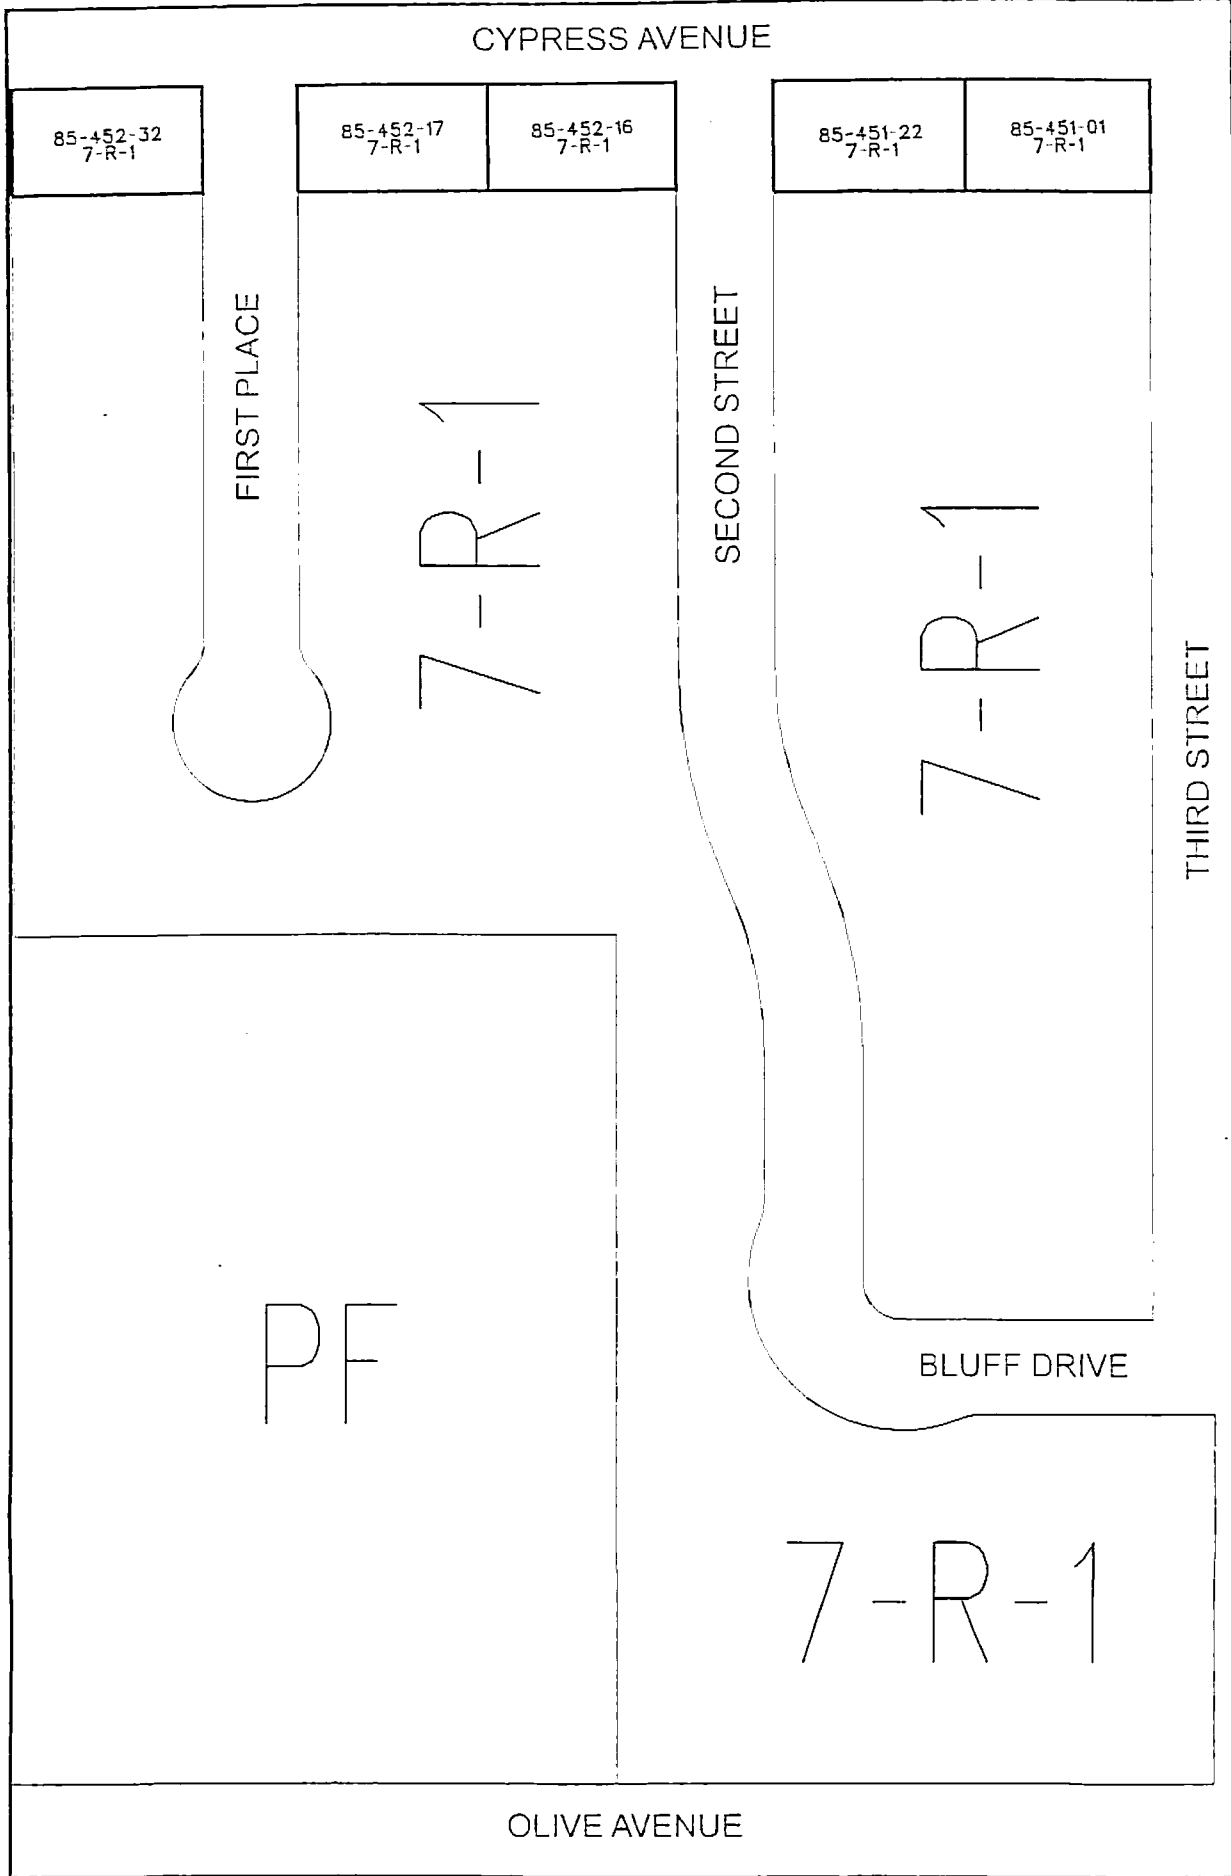 CYPRESS AVENUE
85-452-32
7-R-1
85-452-17
7-R-1
85-452-16
7-R-1
85-451-22
7-R-1
85-451-01
7-R-1
FIRST PLACE
7-R-1
SECOND STREET
7-R-1
THIRD STREET
PF
BLUFF DRIVE
7-R-1
OLIVE AVENUE